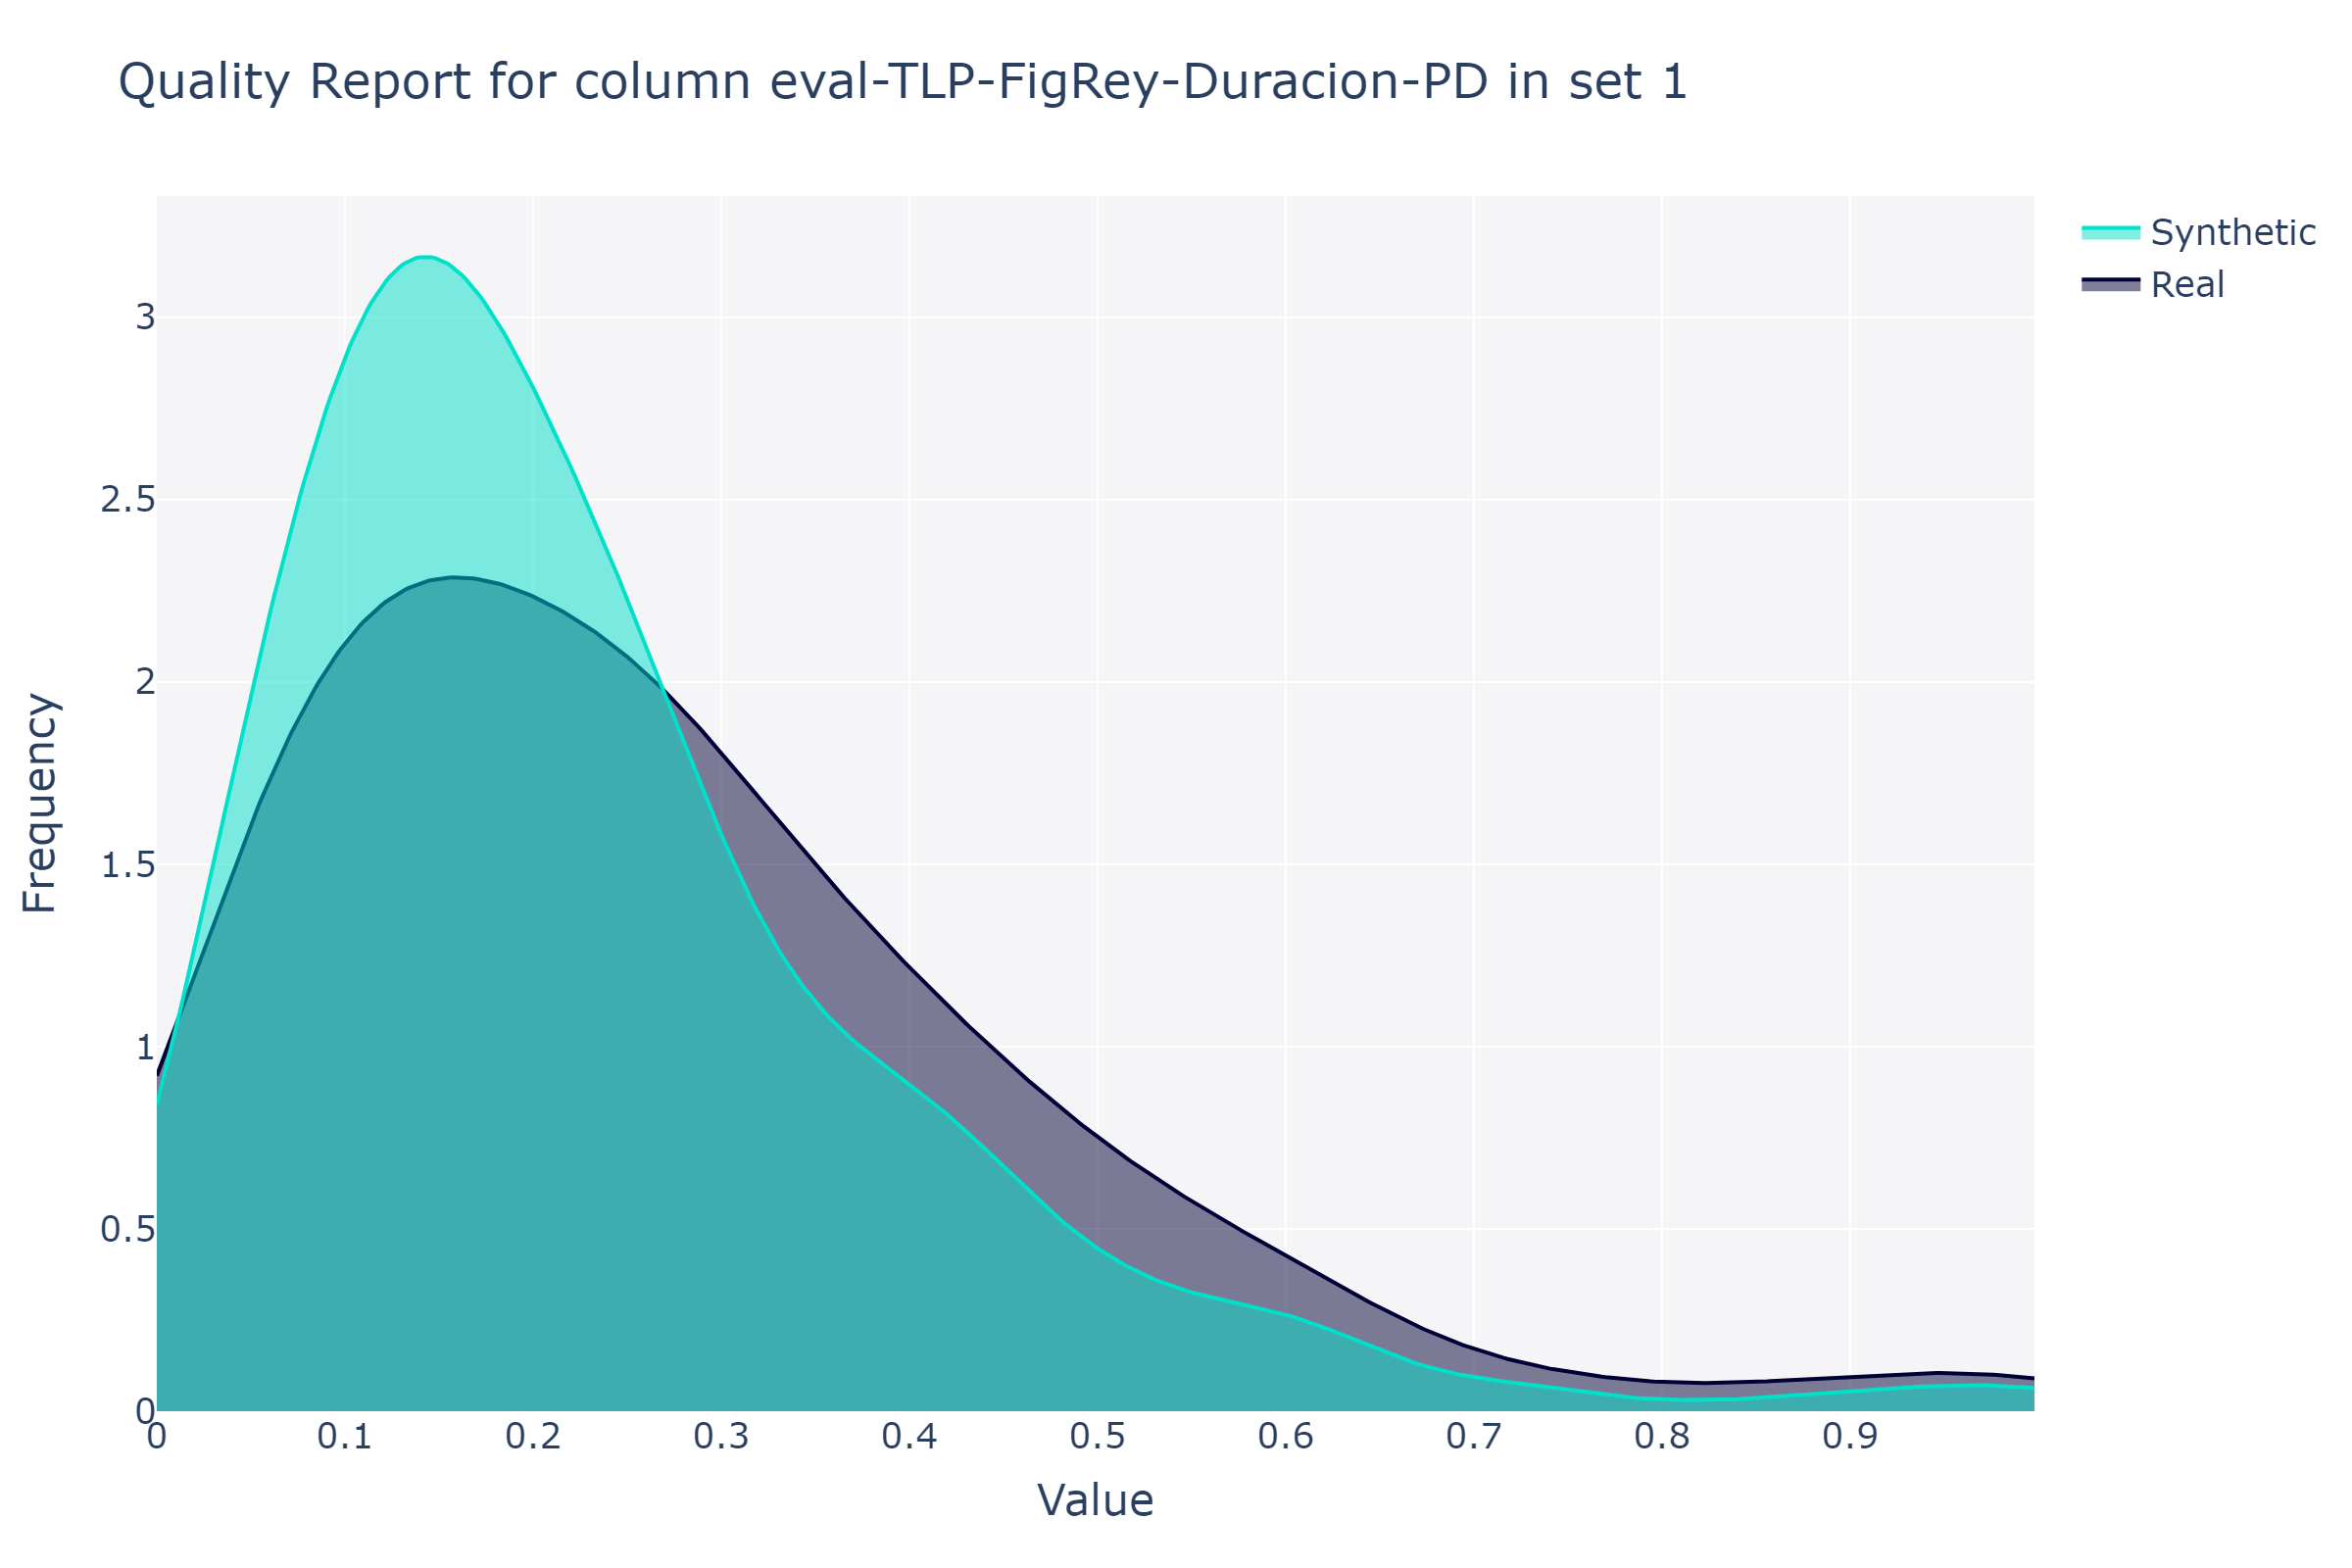 Quality Report for column eval-TLP-FigRey-Duracion-PD in set 1
Synthetic
Real
Frequency
3
2.5
2
1.5
1
0.5
0
0 0.1 0.2 0.3 0.4 0.5 0.6 0.7 0.8 0.9
Value